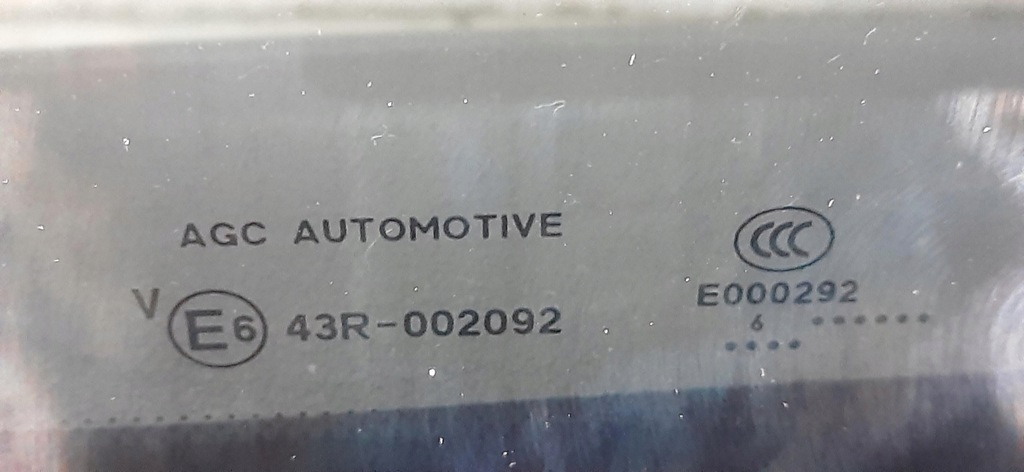 AGC AUTOMOTIVE
V E6 43R-002092
CCC
E000292
6 ......
....